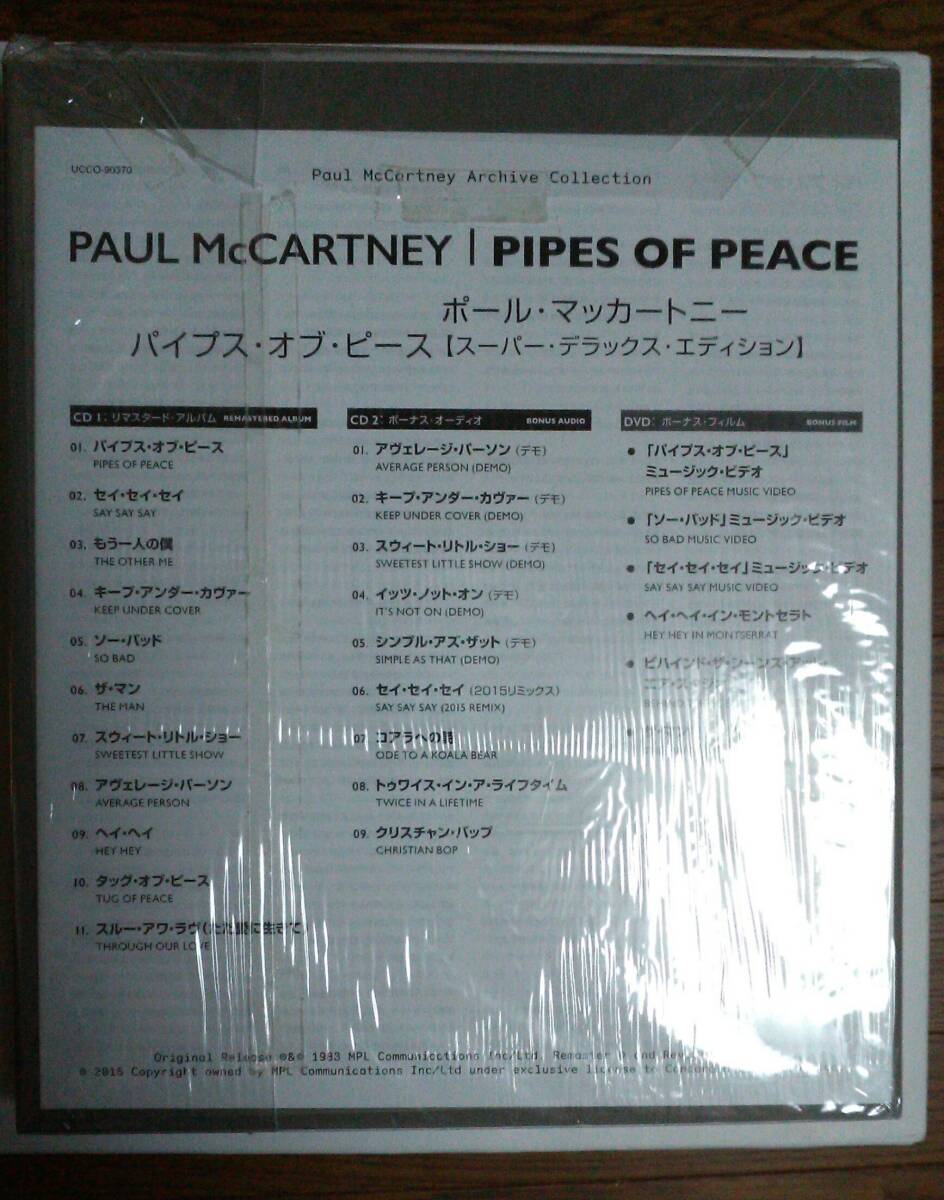 UCCO-90370
Paul McCartney Archive Collection
PAUL McCARTNEY | PIPES OF PEACE
ポール・マッカートニー
パイプス・オブ・ピース【スーパー・デラックス・エディション】
CD 1: リマスタード・アルバム REMASTERED ALBUM
01. パイプス・オブ・ピース
PIPES OF PEACE
02. セイ・セイ・セイ
SAY SAY SAY
03. もう一人の僕
THE OTHER ME
04. キープ・アンダー・カヴァー
KEEP UNDER COVER
05. ソー・バッド
SO BAD
06. ザ・マン
THE MAN
07. スウィート・リトル・ショー
SWEETEST LITTLE SHOW
08. アヴェレージ・パーソン
AVERAGE PERSON
09. ヘイ・ヘイ
HEY HEY
10. タッグ・オブ・ピース
TUG OF PEACE
11. スルー・アワ・ラヴ(ただ愛に生きて)
THROUGH OUR LOVE
CD 2: ボーナス・オーディオ BONUS AUDIO
01. アヴェレージ・パーソン (デモ)
AVERAGE PERSON (DEMO)
02. キープ・アンダー・カヴァー (デモ)
KEEP UNDER COVER (DEMO)
03. スウィート・リトル・ショー (デモ)
SWEETEST LITTLE SHOW (DEMO)
04. イッツ・ノット・オン (デモ)
IT'S NOT ON (DEMO)
05. シンプル・アズ・ザット (デモ)
SIMPLE AS THAT (DEMO)
06. セイ・セイ・セイ (2015リミックス)
SAY SAY SAY (2015 REMIX)
07. コアラへの詩
ODE TO A KOALA BEAR
08. トゥワイス・イン・ア・ライフタイム
TWICE IN A LIFETIME
09. クリスチャン・バップ
CHRISTIAN BOP
DVD: ボーナス・フィルム BONUS FILM
● 「パイプス・オブ・ピース」
ミュージック・ビデオ
PIPES OF PEACE MUSIC VIDEO
● 「ソー・バッド」ミュージック・ビデオ
SO BAD MUSIC VIDEO
● 「セイ・セイ・セイ」ミュージック・ビデオ
SAY SAY SAY MUSIC VIDEO
● ヘイ・ヘイ・イン・モントセラト
HEY HEY IN MONTSERRAT
● ビハインド・ザ・シーンズ・アット
BEHIND
Original Release ℗&© 1983 MPL Communications Inc/Ltd. Remaster ℗ and
© 2015 Copyright owned by MPL Communications Inc/Ltd under exclusive license to